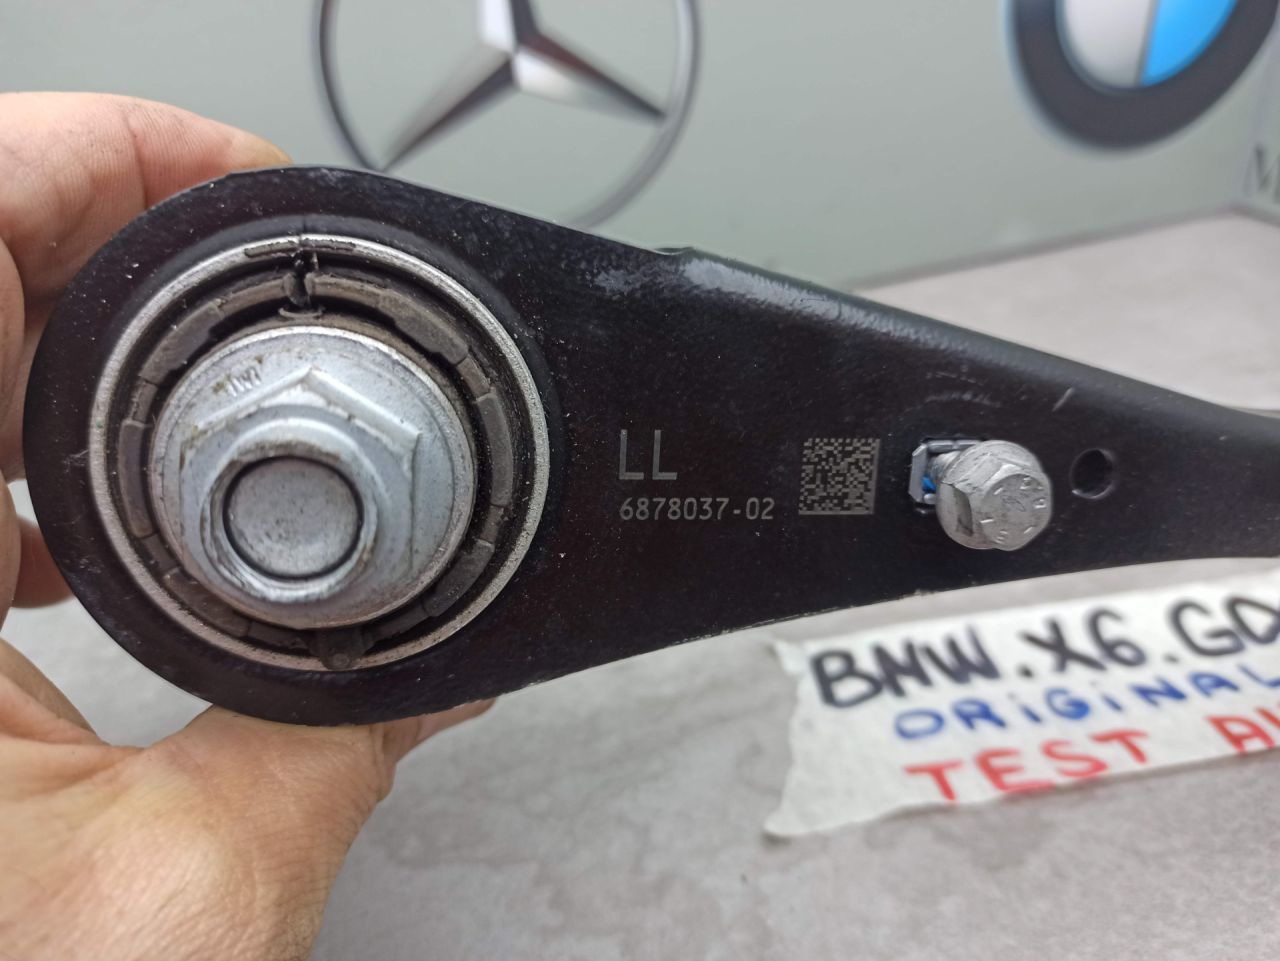 LL
6878037-02
BMW.X6.GO
ORiGiNAL
TEST